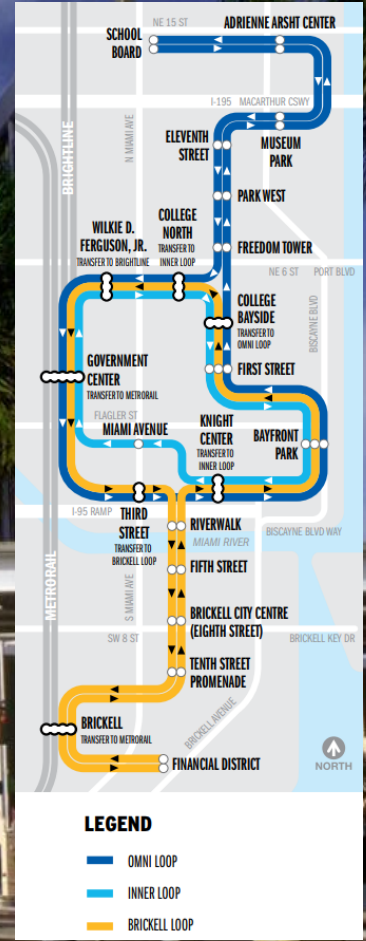 NE 15 ST
ADRIENNE ARSHT CENTER
SCHOOL
BOARD
I-195 MACARTHUR CSWY
N MIAMI AVE
BRIGHTLINE
ELEVENTH
STREET
MUSEUM
PARK
PARK WEST
WILKIE D.
FERGUSON, JR.
TRANSFER TO BRIGHTLINE
COLLEGE
NORTH
TRANSFER TO
INNER LOOP
FREEDOM TOWER
NE 6 ST PORT BLVD
COLLEGE
BAYSIDE
TRANSFER TO
OMNI LOOP
BISCAYNE BLVD
GOVERNMENT
CENTER
TRANSFER TO METRORAIL
FIRST STREET
FLAGLER ST
MIAMI AVENUE
KNIGHT
CENTER
TRANSFER TO
INNER LOOP
BAYFRONT
PARK
I-95 RAMP
THIRD
STREET
TRANSFER TO
BRICKELL LOOP
RIVERWALK
MIAMI RIVER
BISCAYNE BLVD WAY
METRORAIL
FIFTH STREET
S MIAMI AVE
BRICKELL CITY CENTRE
(EIGHTH STREET)
SW 8 ST
BRICKELL KEY DR
TENTH STREET
PROMENADE
BRICKELL AVENUE
BRICKELL
TRANSFER TO METRORAIL
FINANCIAL DISTRICT
NORTH
LEGEND
OMNI LOOP
INNER LOOP
BRICKELL LOOP